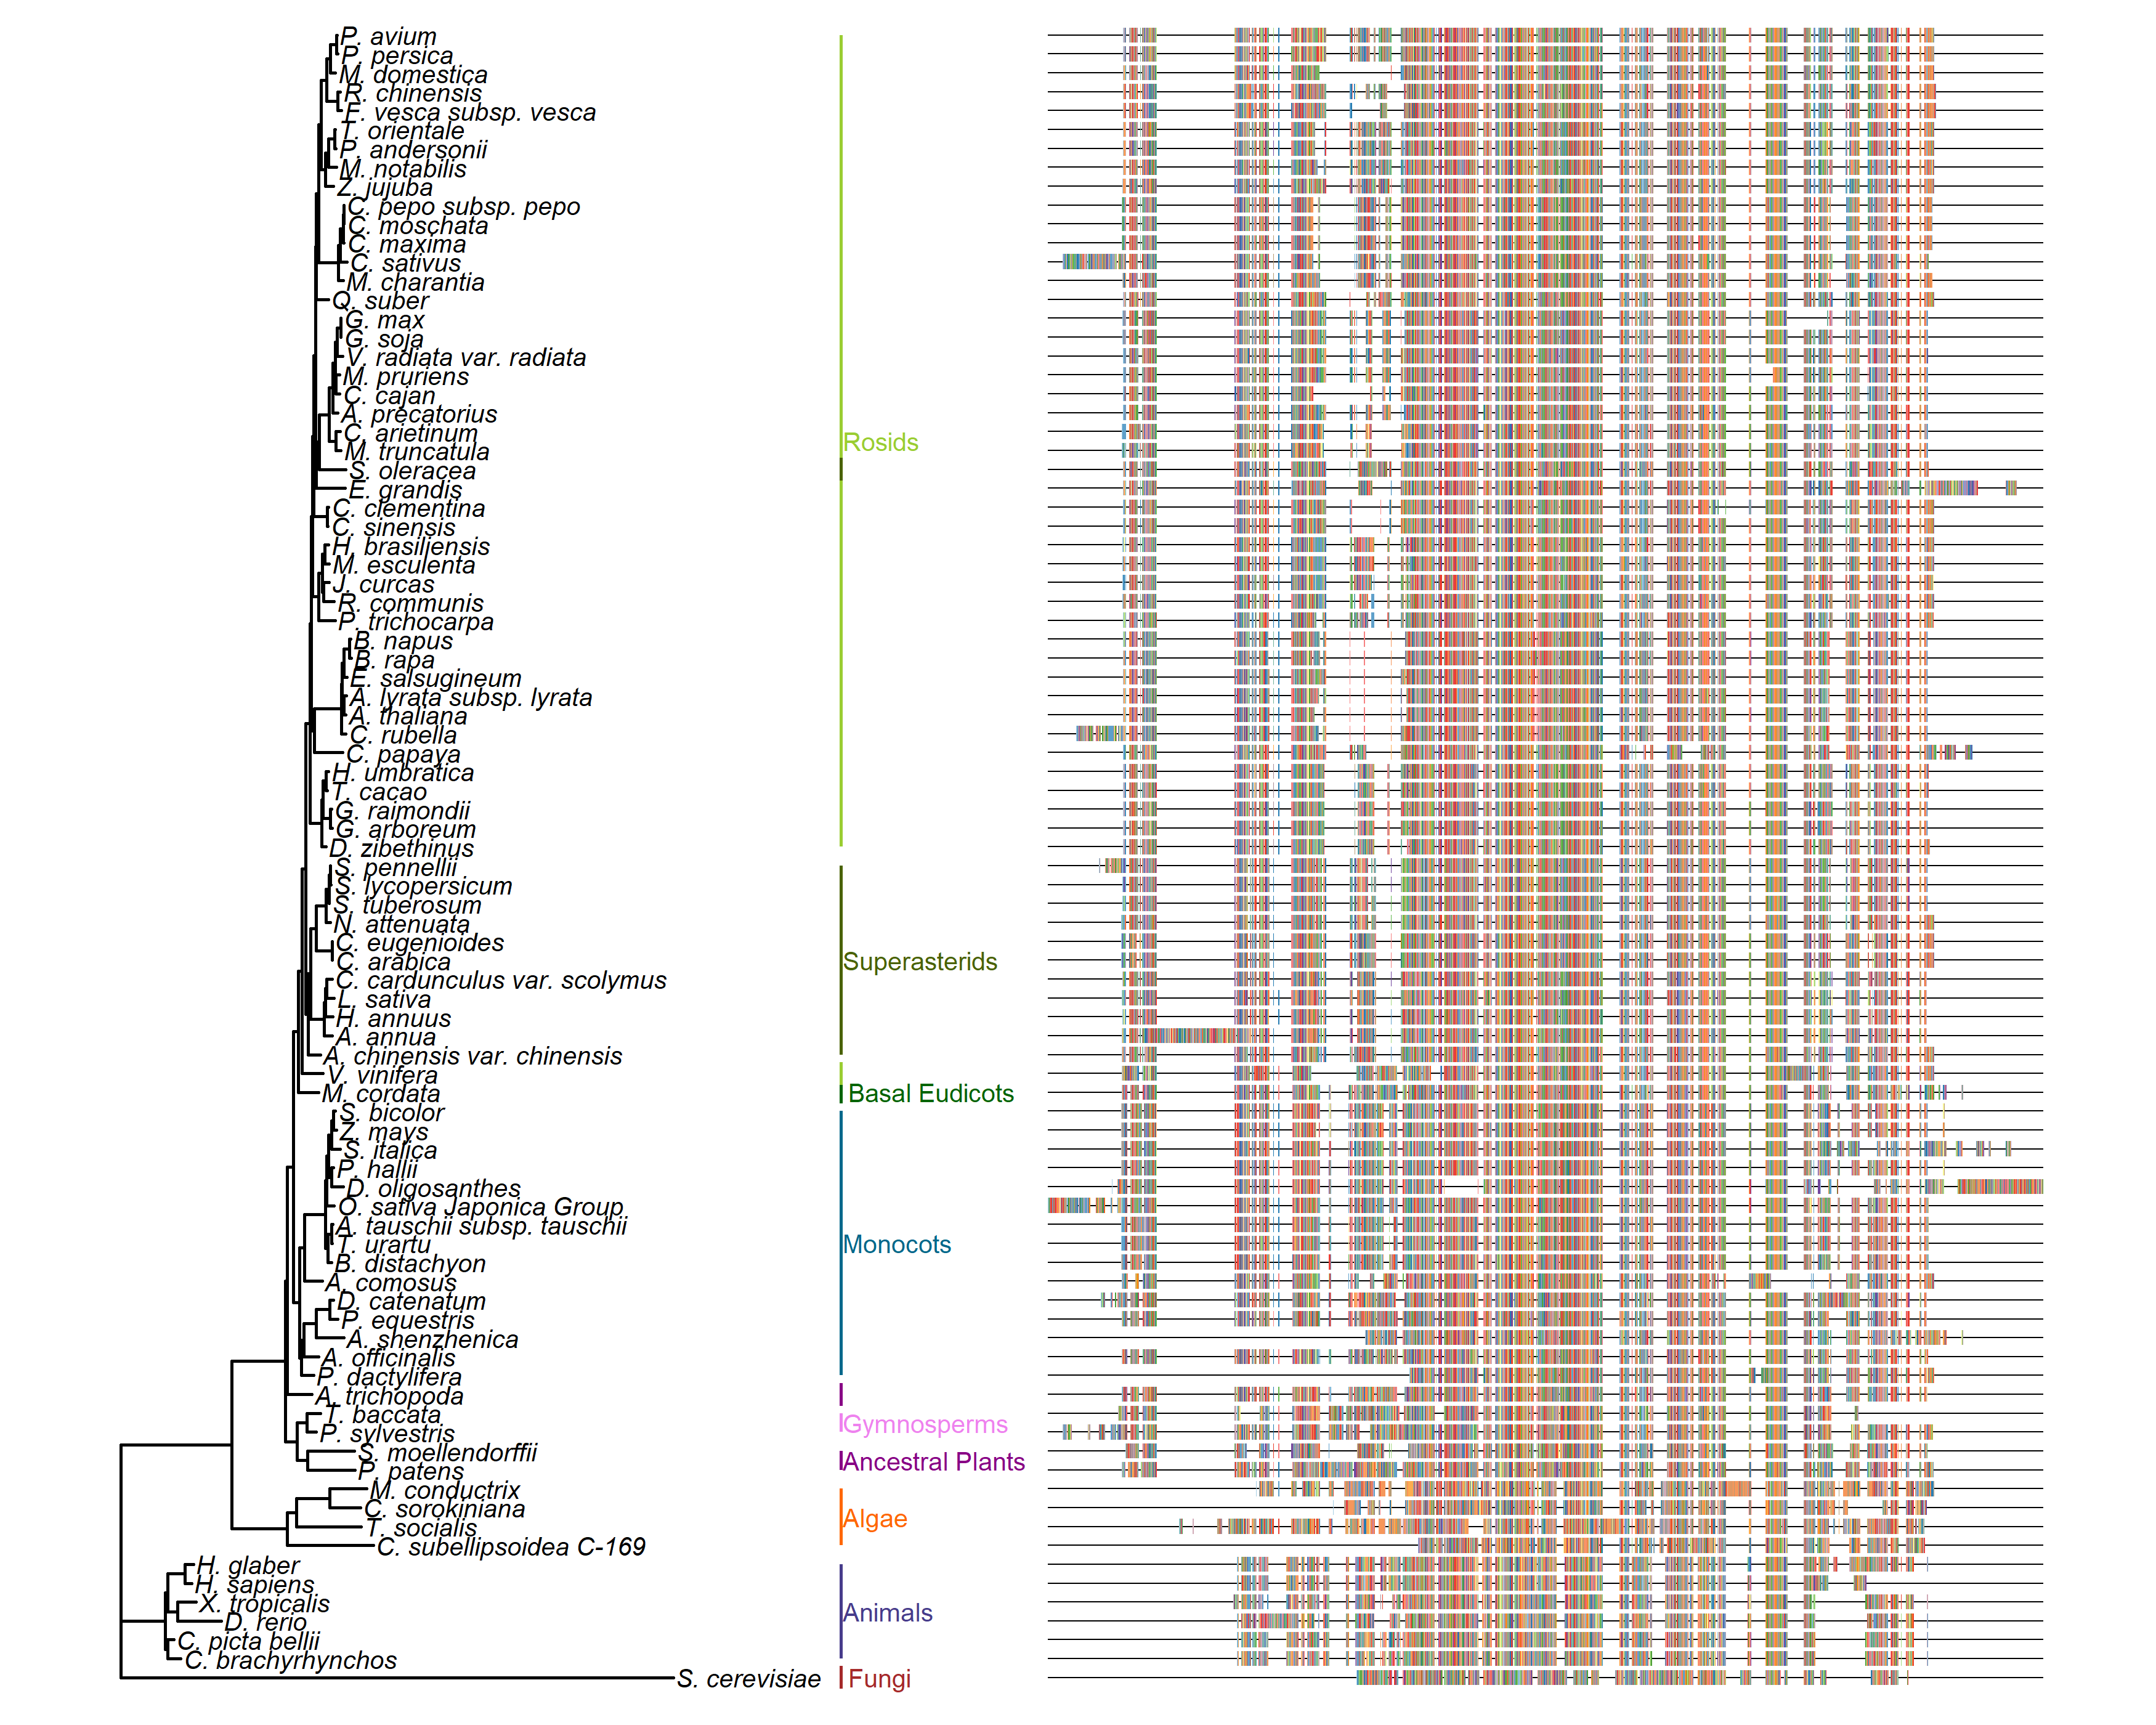 P. avium
P. persica
M. domestica
R. chinensis
F. vesca subsp. vesca
T. orientale
P. andersonii
M. notabilis
Z. jujuba
C. pepo subsp. pepo
C. moschata
C. maxima
C. sativus
M. charantia
Q. suber
G. max
G. soja
V. radiata var. radiata
M. pruriens
C. cajan
A. precatorius
C. arietinum
Rosids
M. truncatula
S. oleracea
E. grandis
C. clementina
C. sinensis
H. brasiliensis
M. esculenta
J. curcas
R. communis
P. trichocarpa
B. napus
B. rapa
E. salsugineum
A. lyrata subsp. lyrata
A. thaliana
C. rubella
C. papaya
H. umbratica
T. cacao
G. raimondii
G. arboreum
D. zibethinus
S. pennellii
S. lycopersicum
S. tuberosum
N. attenuata
C. eugenioides
C. arabica Superasterids
C. cardunculus var. scolymus
L. sativa
H. annuus
A. annua
A. chinensis var. chinensis
V. vinifera
M. cordata Basal Eudicots
S. bicolor
Z. mays
S. italica
P. hallii
D. oligosanthes
O. sativa Japonica Group
A. tauschii subsp. tauschii
T. urartu Monocots
B. distachyon
A. comosus
D. catenatum
P. equestris
A. shenzhenica
A. officinalis
P. dactylifera
A. trichopoda
T. baccata
Gymnosperms
P. sylvestris
S. moellendorffii
Ancestral Plants
P. patens
M. conductrix
C. sorokiniana
Algae
T. socialis
C. subellipsoidea C-169
H. glaber
H. sapiens
X. tropicalis
Animals
D. rerio
C. picta bellii
C. brachyrhynchos
S. cerevisiae Fungi